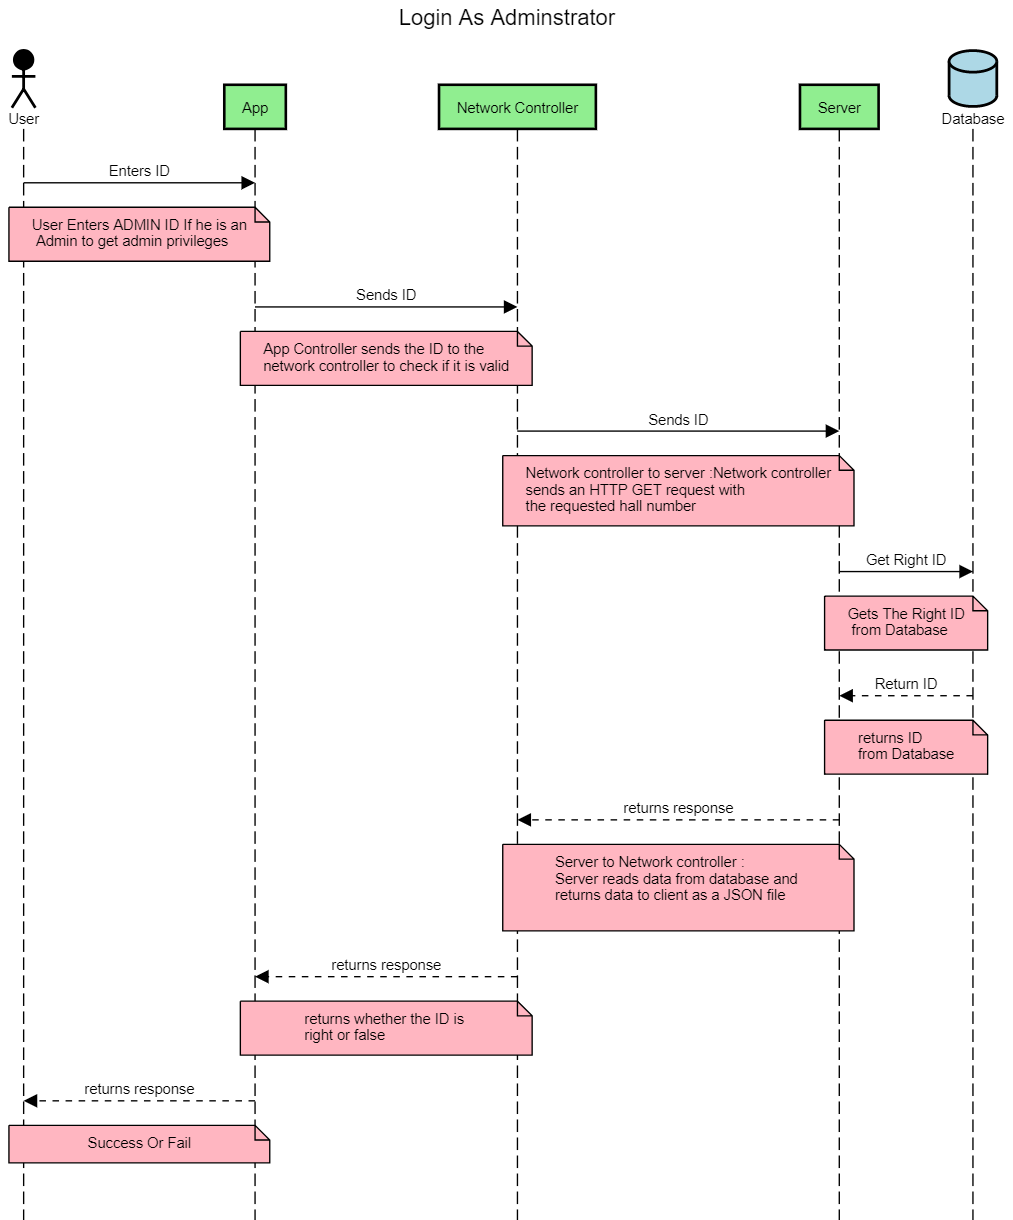 Login As Adminstrator
User
App
Network Controller
Server
Database
Enters ID
User Enters ADMIN ID If he is an
Admin to get admin privileges
Sends ID
App Controller sends the ID to the
network controller to check if it is valid
Sends ID
Network controller to server :Network controller
sends an HTTP GET request with
the requested hall number
Get Right ID
Gets The Right ID
from Database
Return ID
returns ID
from Database
returns response
Server to Network controller :
Server reads data from database and
returns data to client as a JSON file
returns response
returns whether the ID is
right or false
returns response
Success Or Fail